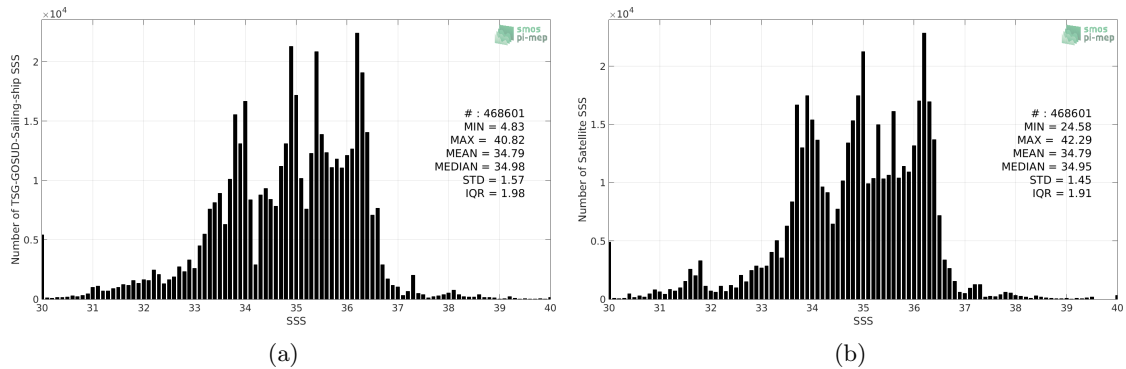 ×10⁴
smos
pi-mep
Number of TSG-GOSUD-Sailing-ship SSS
2
1.5
1
0.5
0
# : 468601
MIN = 4.83
MAX = 40.82
MEAN = 34.79
MEDIAN = 34.98
STD = 1.57
IQR = 1.98
30 31 32 33 34 35 36 37 38 39 40
SSS
(a)
×10⁴
smos
pi-mep
Number of Satellite SSS
2
1.5
1
0.5
0
# : 468601
MIN = 24.58
MAX = 42.29
MEAN = 34.79
MEDIAN = 34.95
STD = 1.45
IQR = 1.91
30 31 32 33 34 35 36 37 38 39 40
SSS
(b)